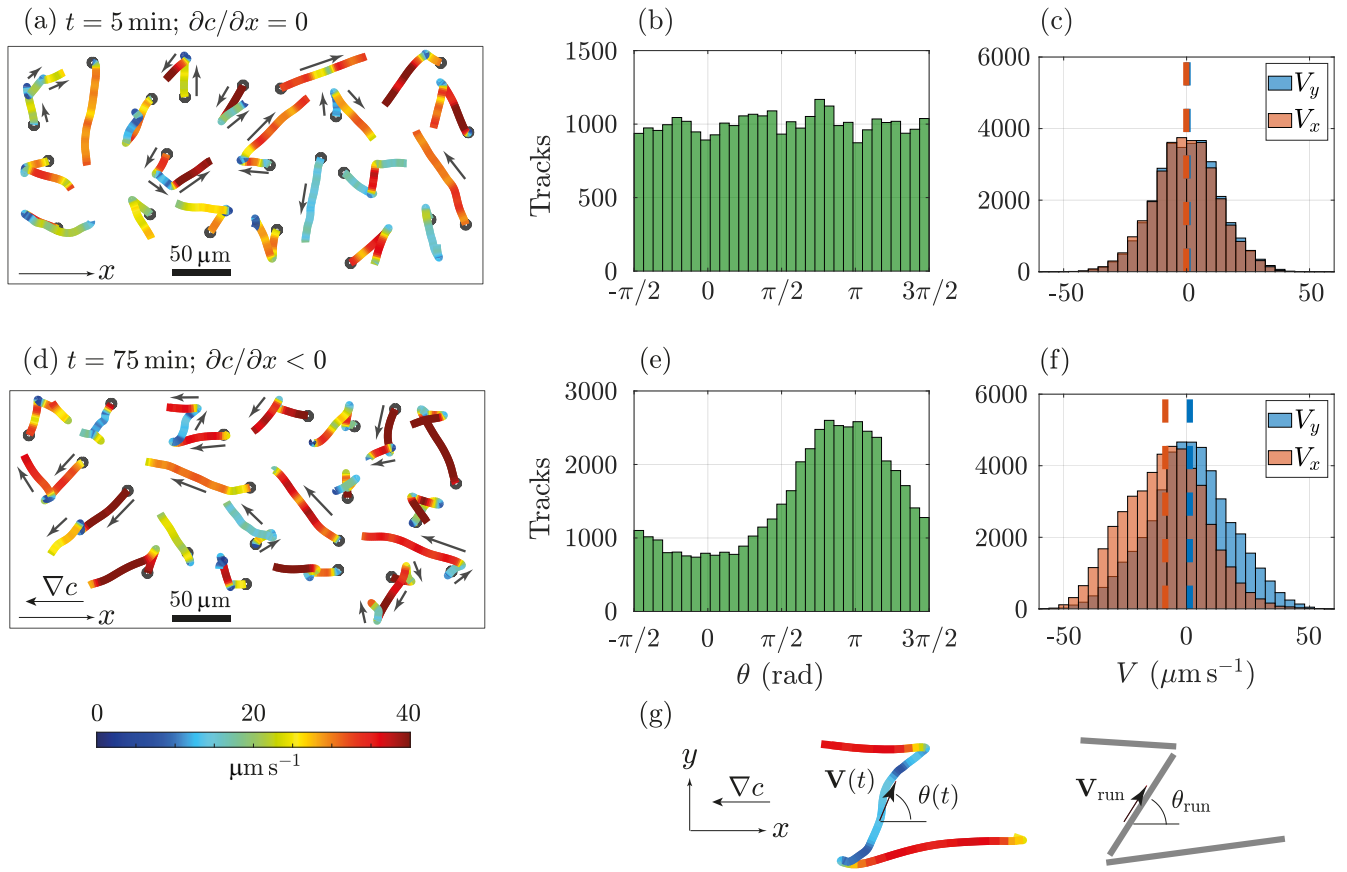 (a) t = 5 min; ∂c/∂x = 0
50 μm
x
(b)
Tracks
1500
1000
500
0
-π/2 0 π/2 π 3π/2
(c)
6000
4000
2000
0
-50 0 50
V_y
V_x
(d) t = 75 min; ∂c/∂x < 0
∇c
x
50 μm
(e)
Tracks
3000
2000
1000
0
-π/2 0 π/2 π 3π/2
θ (rad)
(f)
6000
4000
2000
0
-50 0 50
V (μm s⁻¹)
V_y
V_x
0 20 40
μm s⁻¹
(g)
y
∇c
x
V(t)
θ(t)
V_run
θ_run